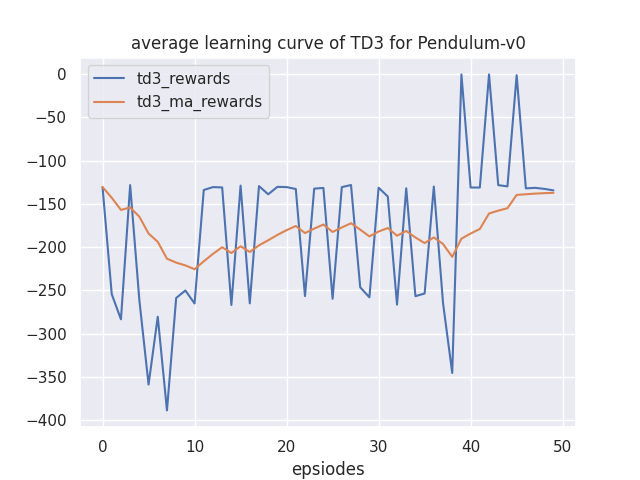 average learning curve of TD3 for Pendulum-v0
td3_rewards
td3_ma_rewards
0
−50
−100
−150
−200
−250
−300
−350
−400
0 10 20 30 40 50
epsiodes